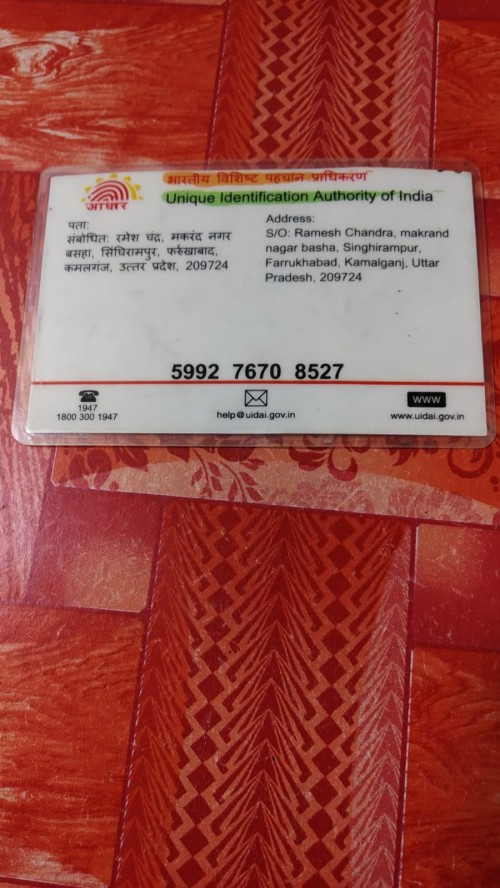 भारतीय विशिष्ट पहचान प्राधिकरण
Unique Identification Authority of India
आधार
पता:
संबोधित: रमेश चंद्र, मकरंद नगर
बसहा, सिंघिरामपुर, फर्रुखाबाद,
कमलगंज, उत्तर प्रदेश, 209724
Address:
S/O: Ramesh Chandra, makrand
nagar basha, Singhirampur,
Farrukhabad, Kamalganj, Uttar
Pradesh, 209724
5992 7670 8527
1947
1800 300 1947
help@uidai.gov.in
WWW
www.uidai.gov.in